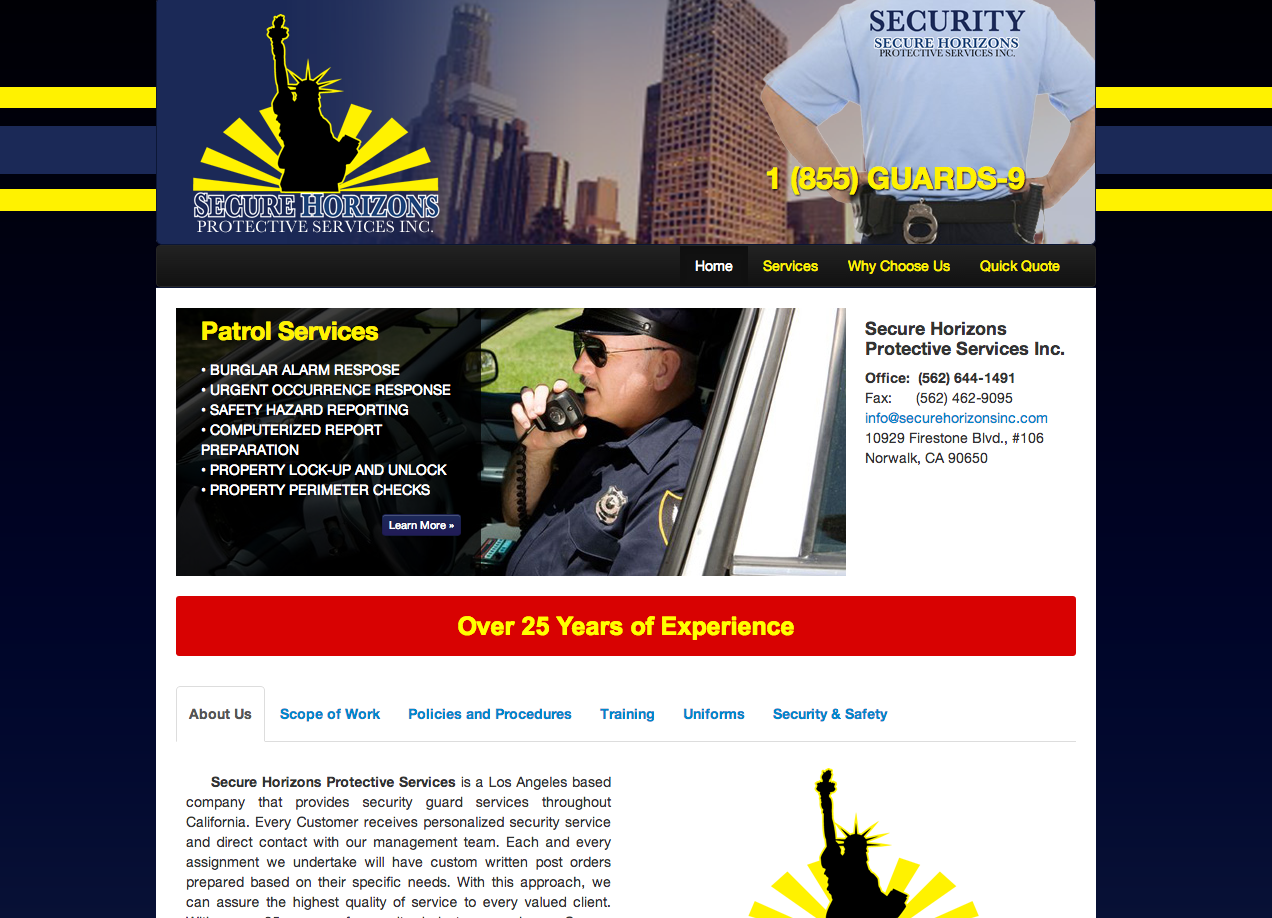 SECURITY
SECURE HORIZONS
PROTECTIVE SERVICES INC.
1 (855) GUARDS-9
SECURE HORIZONS
PROTECTIVE SERVICES INC.
Home Services Why Choose Us Quick Quote
Patrol Services
• BURGLAR ALARM RESPOSE
• URGENT OCCURRENCE RESPONSE
• SAFETY HAZARD REPORTING
• COMPUTERIZED REPORT
PREPARATION
• PROPERTY LOCK-UP AND UNLOCK
• PROPERTY PERIMETER CHECKS
Learn More »
Secure Horizons
Protective Services Inc.
Office: (562) 644-1491
Fax: (562) 462-9095
info@securehorizonsinc.com
10929 Firestone Blvd., #106
Norwalk, CA 90650
Over 25 Years of Experience
About Us Scope of Work Policies and Procedures Training Uniforms Security & Safety
Secure Horizons Protective Services is a Los Angeles based
company that provides security guard services throughout
California. Every Customer receives personalized security service
and direct contact with our management team. Each and every
assignment we undertake will have custom written post orders
prepared based on their specific needs. With this approach, we
can assure the highest quality of service to every valued client.